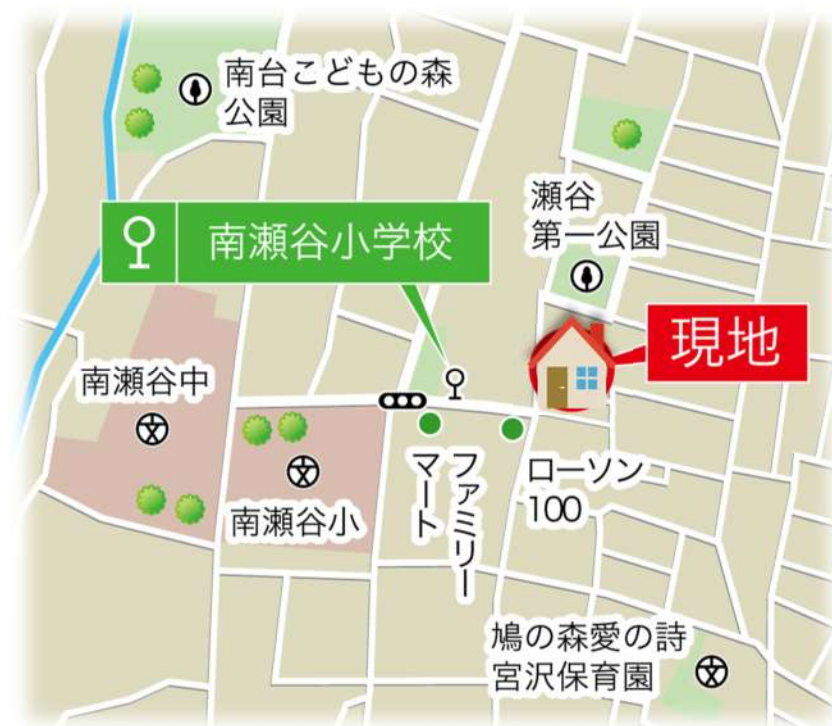 南台こどもの森
公園
瀬谷
第一公園
南瀬谷小学校
現地
南瀬谷中
南瀬谷小
ファミリー
マート
ローソン
100
鳩の森愛の詩
宮沢保育園